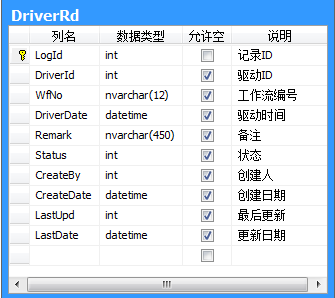 DriverRd
列名 数据类型 允许空 说明
LogId int 记录ID
DriverId int 驱动ID
WfNo nvarchar(12) 工作流编号
DriverDate datetime 驱动时间
Remark nvarchar(450) 备注
Status int 状态
CreateBy int 创建人
CreateDate datetime 创建日期
LastUpd int 最后更新
LastDate datetime 更新日期